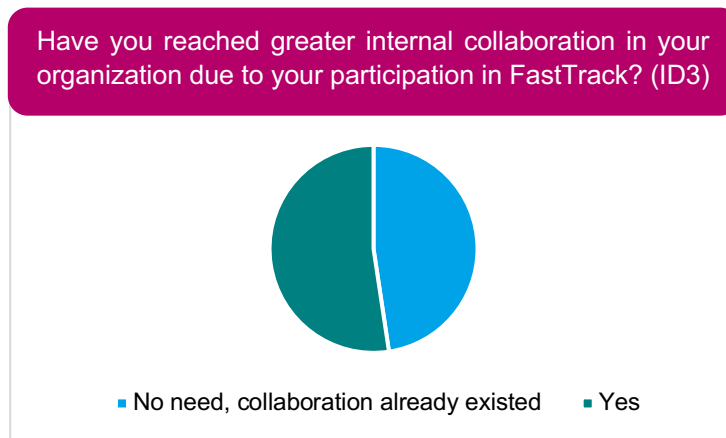 Have you reached greater internal collaboration in your
organization due to your participation in FastTrack? (ID3)
No need, collaboration already existed
Yes